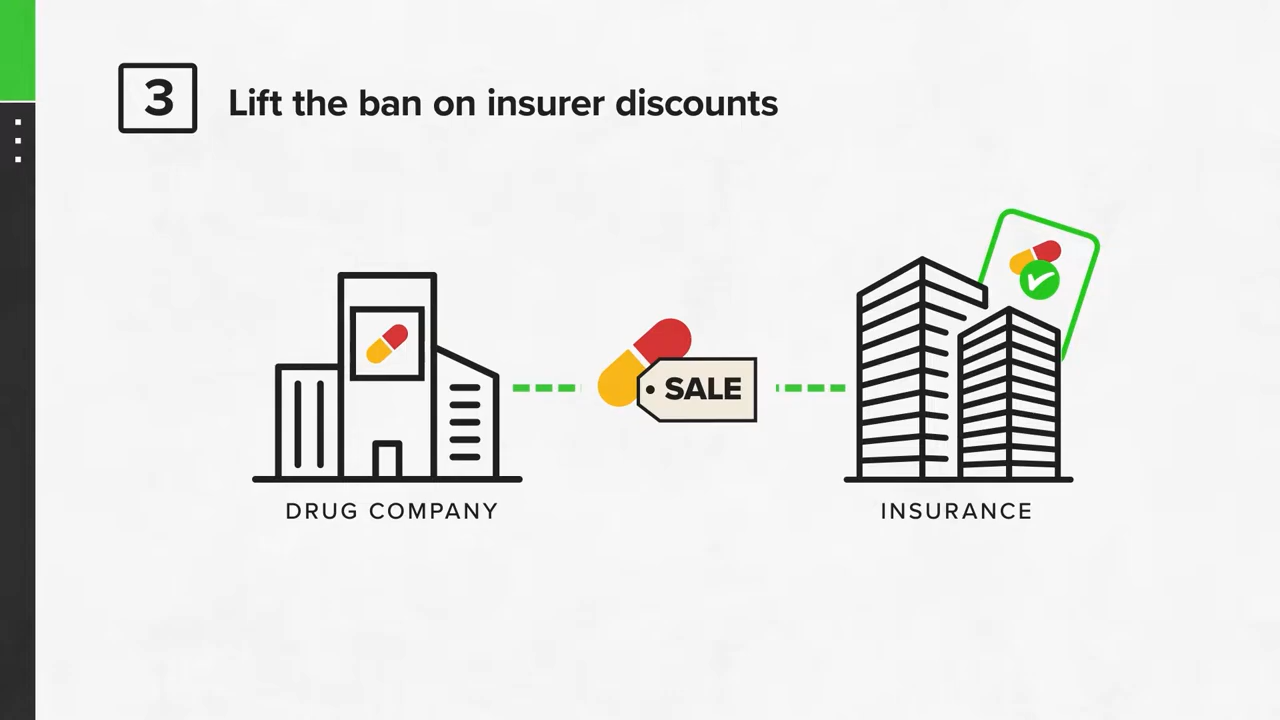 3
Lift the ban on insurer discounts
SALE
DRUG COMPANY
INSURANCE